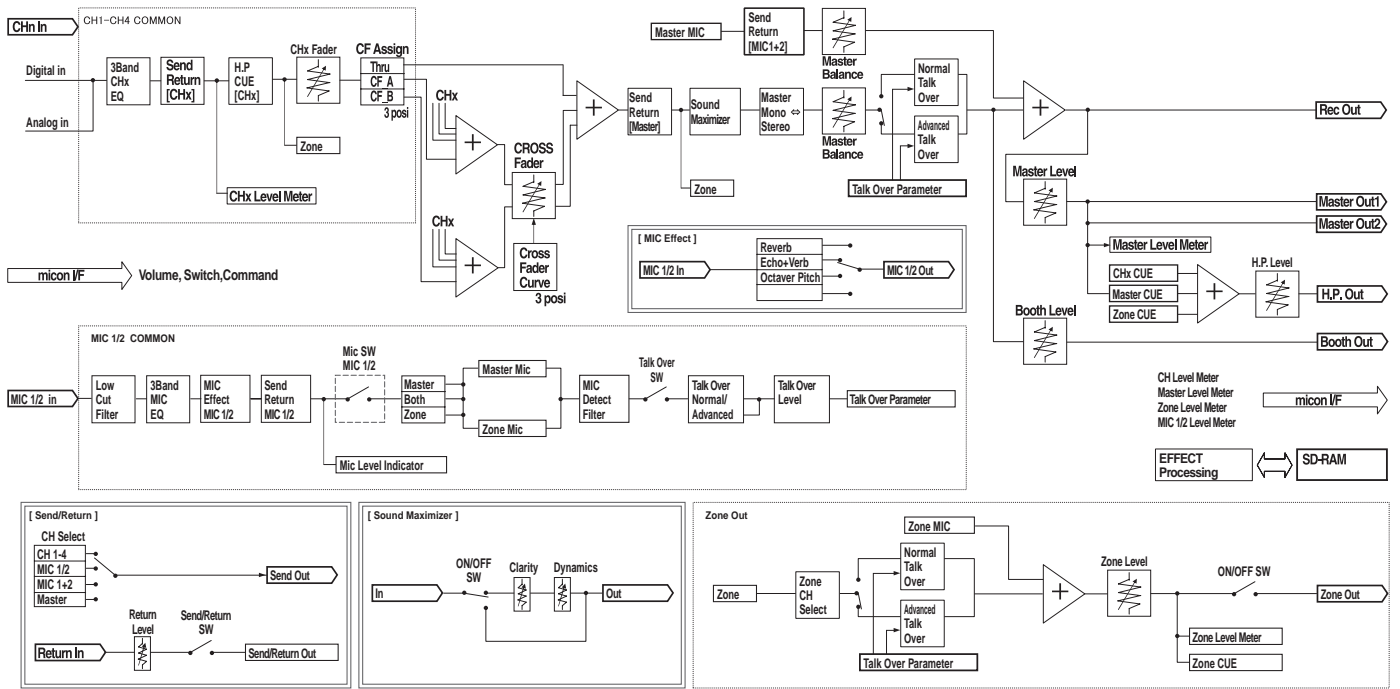 CHn In
CH1-CH4 COMMON
Digital in
Analog in
3Band
CHx
EQ
Send
Return
[CHx]
H.P
CUE
[CHx]
CHx Fader
CF Assign
Thru
CF_A
CF_B
3 posi
Zone
CHx Level Meter
CHx
CHx
CROSS
Fader
Cross
Fader
Curve
3 posi
Send
Return
[Master]
Zone
Sound
Maximizer
Master
Mono ⇔
Stereo
Master MIC
Send
Return
[MIC1+2]
Master
Balance
Master
Balance
Normal
Talk
Over
Advanced
Talk
Over
Talk Over Parameter
Rec Out
Master Level
Master Out1
Master Out2
Master Level Meter
CHx CUE
Master CUE
Zone CUE
H.P. Level
H.P. Out
Booth Level
Booth Out
micon I/F
Volume, Switch,Command
[ MIC Effect ]
MIC 1/2 In
Reverb
Echo+Verb
Octaver Pitch
MIC 1/2 Out
MIC 1/2 COMMON
MIC 1/2 in
Low
Cut
Filter
3Band
MIC
EQ
MIC
Effect
MIC 1/2
Send
Return
MIC 1/2
Mic SW
MIC 1/2
Master
Both
Zone
Master Mic
Zone Mic
MIC
Detect
Filter
Talk Over
SW
Talk Over
Normal/
Advanced
Talk Over
Level
Talk Over Parameter
Mic Level Indicator
CH Level Meter
Master Level Meter
Zone Level Meter
MIC 1/2 Level Meter
micon I/F
EFFECT
Processing
SD-RAM
[ Send/Return ]
CH Select
CH 1-4
MIC 1/2
MIC 1+2
Master
Send Out
Return In
Return
Level
Send/Return
SW
Send/Return Out
[ Sound Maximizer ]
In
ON/OFF
SW
Clarity
Dynamics
Out
Zone Out
Zone MIC
Zone
Zone
CH
Select
Normal
Talk
Over
Advanced
Talk
Over
Talk Over Parameter
Zone Level
ON/OFF SW
Zone Out
Zone Level Meter
Zone CUE